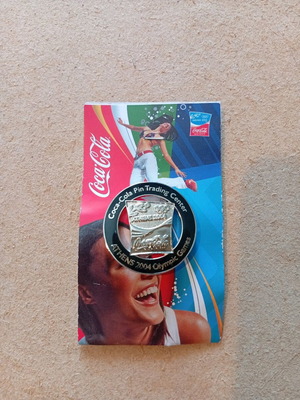 Coca-Cola
Coca-Cola Pin Trading Center
Coca-Cola
ATHENS 2004 Olympic Games